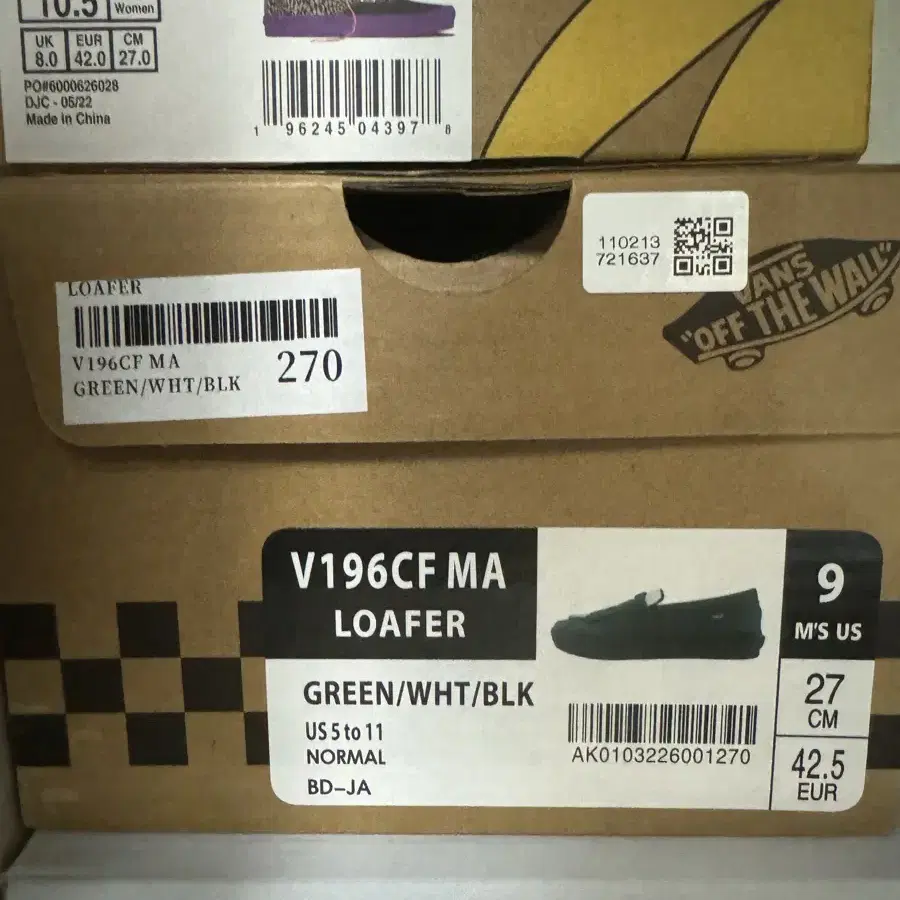 10.5
Women
UK
EUR
CM
8.0
42.0
27.0
PO#6000626028
DJC - 05/22
Made in China
1 96245 04397 8
110213
721637
VANS
"OFF THE WALL"
LOAFER
V196CF MA
GREEN/WHT/BLK
270
V196CF MA
LOAFER
9
M'S US
GREEN/WHT/BLK
US 5 to 11
NORMAL
BD-JA
AK0103226001270
27
CM
42.5
EUR